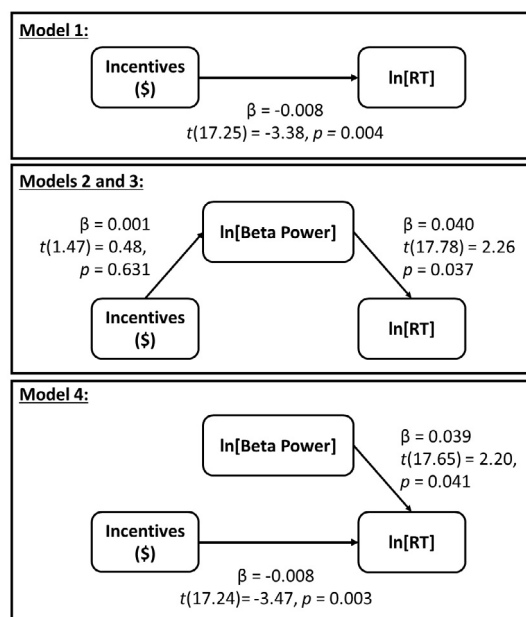 Model 1:
Incentives
($)
ln[RT]
β = -0.008
t(17.25) = -3.38, p = 0.004
Models 2 and 3:
β = 0.001
t(1.47) = 0.48,
p = 0.631
ln[Beta Power]
β = 0.040
t(17.78) = 2.26
p = 0.037
Incentives
($)
ln[RT]
Model 4:
ln[Beta Power]
β = 0.039
t(17.65) = 2.20,
p = 0.041
Incentives
($)
ln[RT]
β = -0.008
t(17.24)= -3.47, p = 0.003